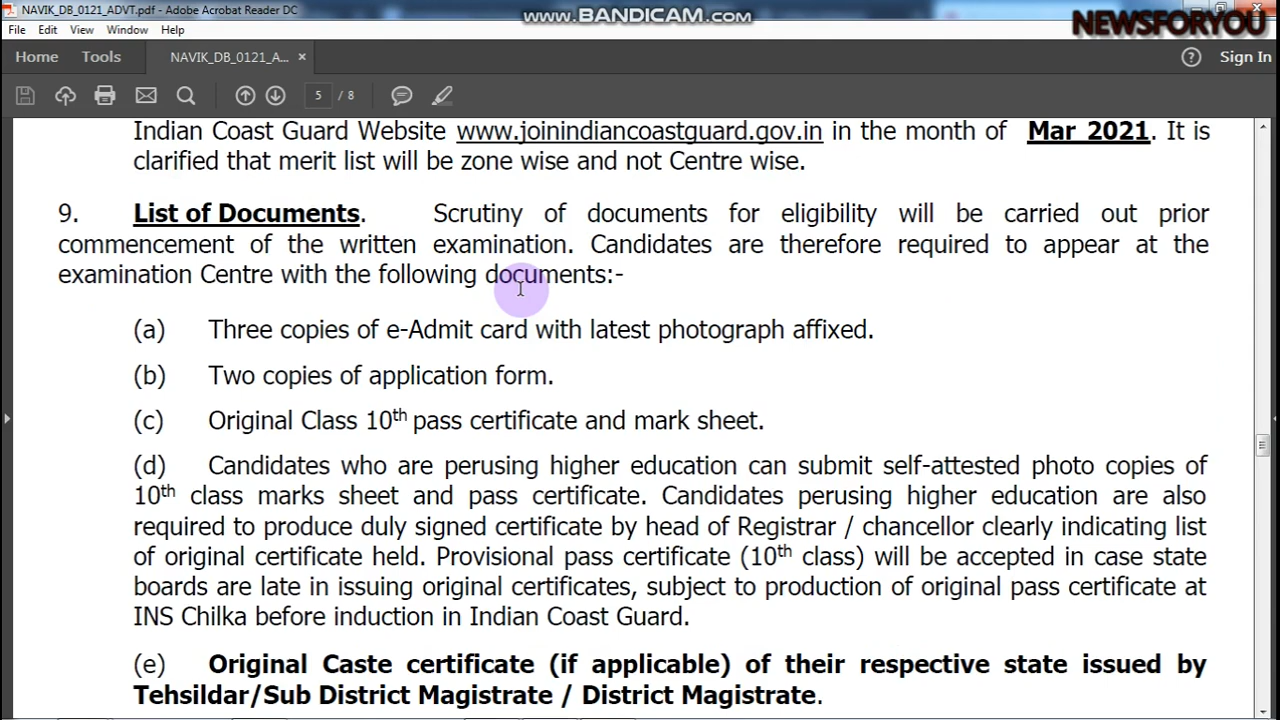 NAVIK_DB_0121_ADVT.pdf - Adobe Acrobat Reader DC
www.BANDICAM.com
NEWSFORYOU
File Edit View Window Help
Home Tools NAVIK_DB_0121_A... × Sign In
5 / 8
Indian Coast Guard Website www.joinindiancoastguard.gov.in in the month of Mar 2021. It is
clarified that merit list will be zone wise and not Centre wise.
9. List of Documents. Scrutiny of documents for eligibility will be carried out prior
commencement of the written examination. Candidates are therefore required to appear at the
examination Centre with the following documents:-
(a) Three copies of e-Admit card with latest photograph affixed.
(b) Two copies of application form.
(c) Original Class 10th pass certificate and mark sheet.
(d) Candidates who are perusing higher education can submit self-attested photo copies of
10th class marks sheet and pass certificate. Candidates perusing higher education are also
required to produce duly signed certificate by head of Registrar / chancellor clearly indicating list
of original certificate held. Provisional pass certificate (10th class) will be accepted in case state
boards are late in issuing original certificates, subject to production of original pass certificate at
INS Chilka before induction in Indian Coast Guard.
(e) Original Caste certificate (if applicable) of their respective state issued by
Tehsildar/Sub District Magistrate / District Magistrate.